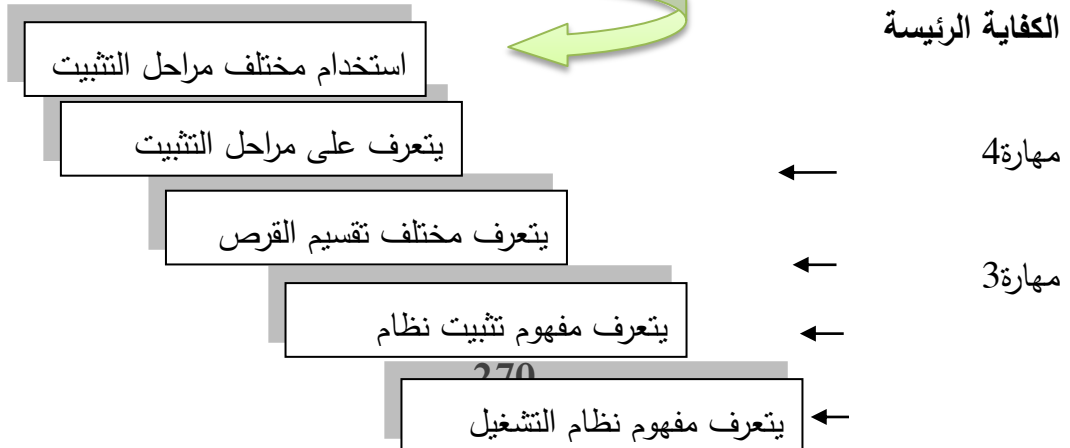 الكفاية الرئيسة
استخدام مختلف مراحل التثبيت
مهارة4
يتعرف على مراحل التثبيت
يتعرف مختلف تقسيم القرص
مهارة3
يتعرف مفهوم تثبيت نظام
270
يتعرف مفهوم نظام التشغيل